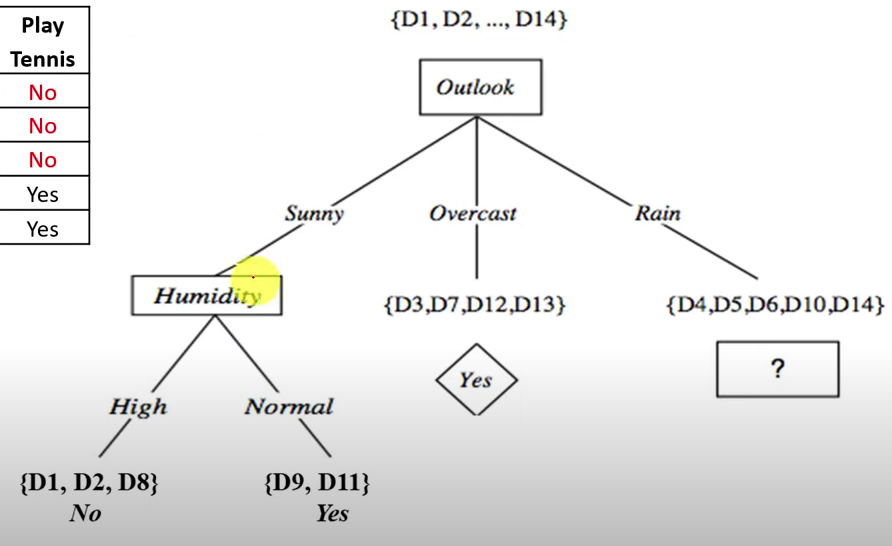 Play
Tennis
No
No
No
Yes
Yes
{D1, D2, ..., D14}
Outlook
Sunny
Overcast
Rain
Humidity
{D3,D7,D12,D13}
{D4,D5,D6,D10,D14}
Yes
?
High
Normal
{D1, D2, D8}
No
{D9, D11}
Yes